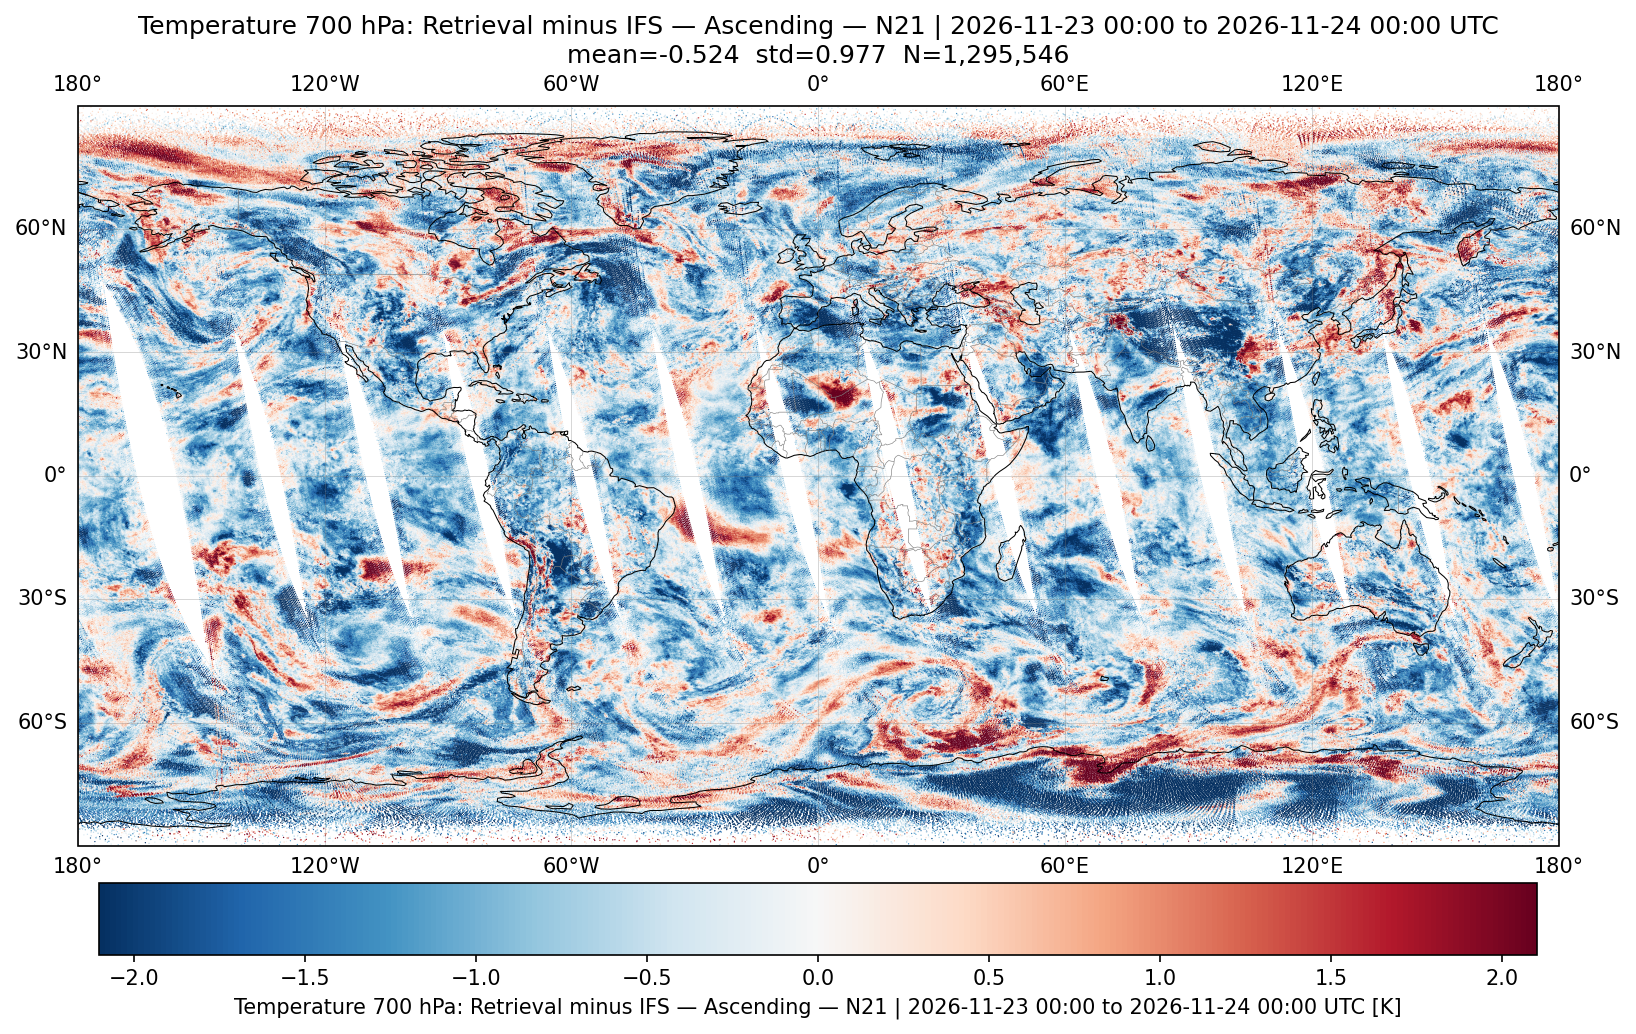 Temperature 700 hPa: Retrieval minus IFS — Ascending — N21 | 2026-11-23 00:00 to 2026-11-24 00:00 UTC
mean=-0.524  std=0.977  N=1,295,546
180° 120°W 60°W 0° 60°E 120°E 180°
60°N 60°N
30°N 30°N
0° 0°
30°S 30°S
60°S 60°S
180° 120°W 60°W 0° 60°E 120°E 180°
−2.0 −1.5 −1.0 −0.5 0.0 0.5 1.0 1.5 2.0
Temperature 700 hPa: Retrieval minus IFS — Ascending — N21 | 2026-11-23 00:00 to 2026-11-24 00:00 UTC [K]